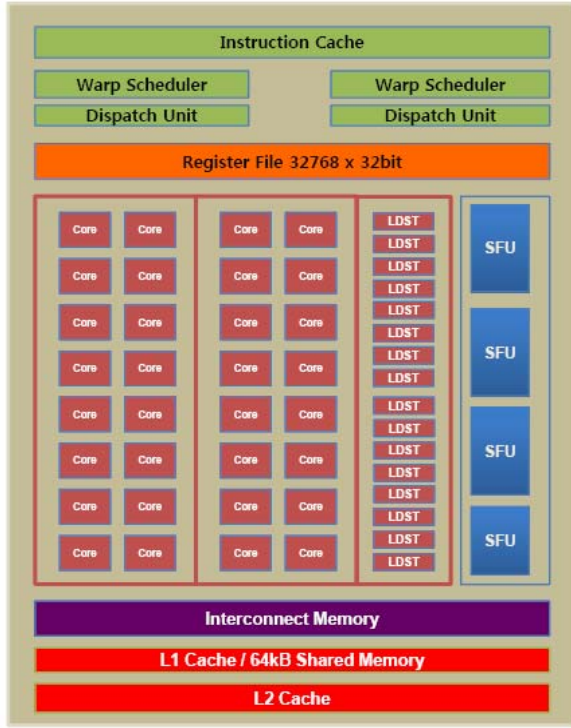 Instruction Cache
Warp Scheduler Warp Scheduler
Dispatch Unit Dispatch Unit
Register File 32768 x 32bit
Core Core Core Core LDST
LDST
SFU
Core Core Core Core LDST
LDST
Core Core Core Core LDST
LDST
SFU
Core Core Core Core LDST
LDST
Core Core Core Core LDST
LDST
SFU
Core Core Core Core LDST
LDST
Core Core Core Core LDST
LDST
SFU
Core Core Core Core LDST
LDST
Interconnect Memory
L1 Cache / 64kB Shared Memory
L2 Cache